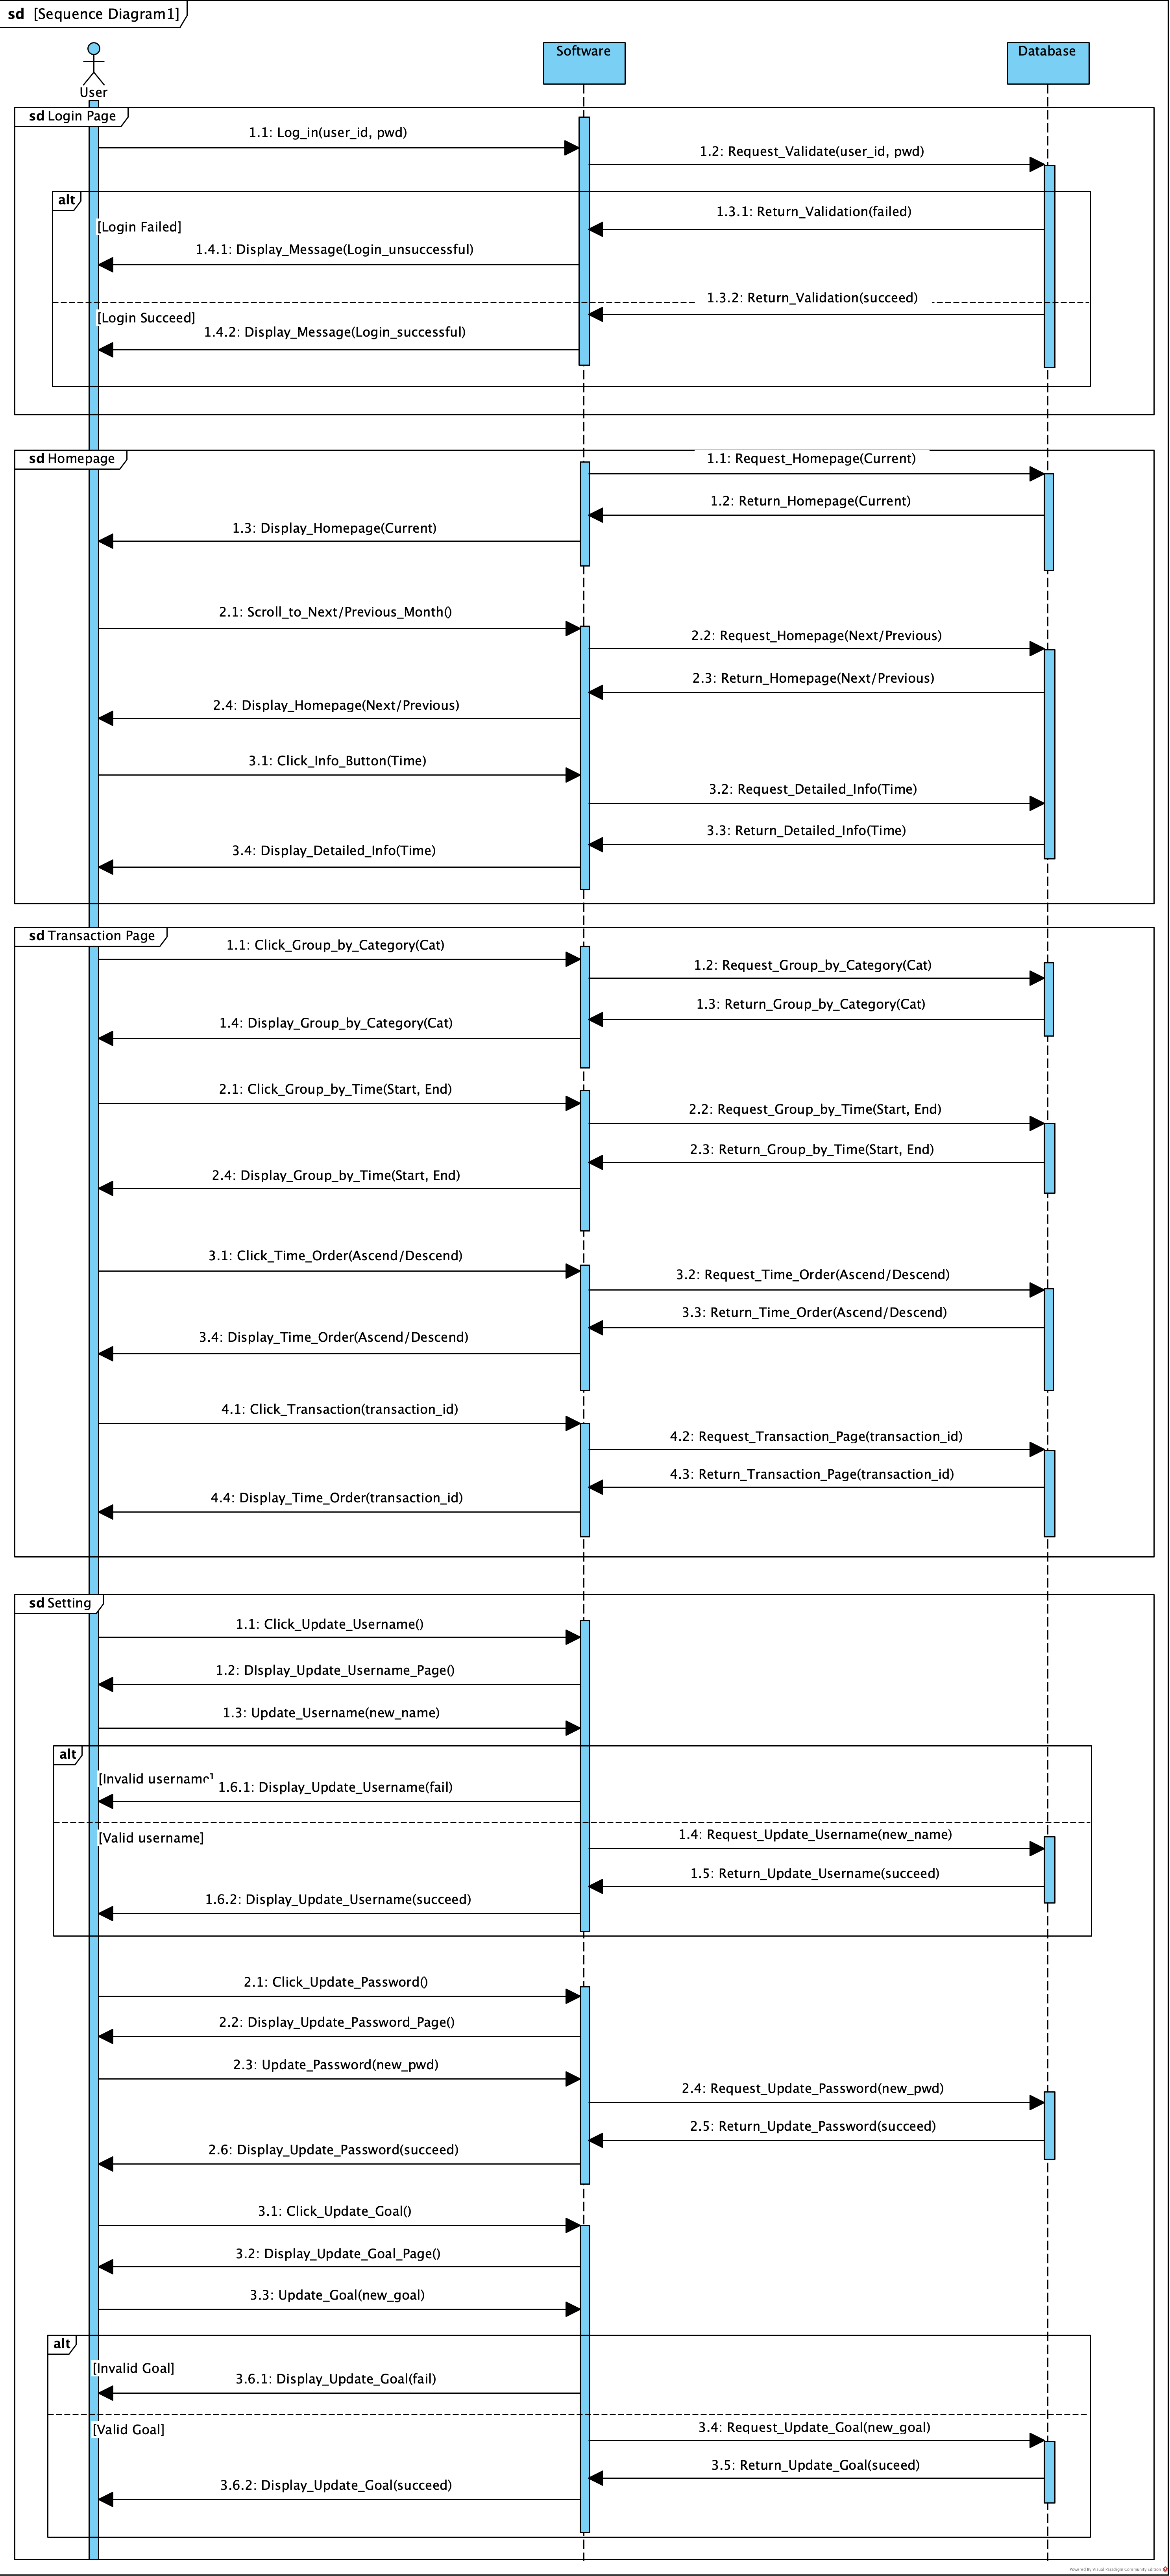 sd [Sequence Diagram1]
User
Software
Database
sd Login Page
1.1: Log_in(user_id, pwd)
1.2: Request_Validate(user_id, pwd)
alt
1.3.1: Return_Validation(failed)
[Login Failed]
1.4.1: Display_Message(Login_unsuccessful)
1.3.2: Return_Validation(succeed)
[Login Succeed]
1.4.2: Display_Message(Login_successful)
sd Homepage
1.1: Request_Homepage(Current)
1.2: Return_Homepage(Current)
1.3: Display_Homepage(Current)
2.1: Scroll_to_Next/Previous_Month()
2.2: Request_Homepage(Next/Previous)
2.3: Return_Homepage(Next/Previous)
2.4: Display_Homepage(Next/Previous)
3.1: Click_Info_Button(Time)
3.2: Request_Detailed_Info(Time)
3.3: Return_Detailed_Info(Time)
3.4: Display_Detailed_Info(Time)
sd Transaction Page
1.1: Click_Group_by_Category(Cat)
1.2: Request_Group_by_Category(Cat)
1.3: Return_Group_by_Category(Cat)
1.4: Display_Group_by_Category(Cat)
2.1: Click_Group_by_Time(Start, End)
2.2: Request_Group_by_Time(Start, End)
2.3: Return_Group_by_Time(Start, End)
2.4: Display_Group_by_Time(Start, End)
3.1: Click_Time_Order(Ascend/Descend)
3.2: Request_Time_Order(Ascend/Descend)
3.3: Return_Time_Order(Ascend/Descend)
3.4: Display_Time_Order(Ascend/Descend)
4.1: Click_Transaction(transaction_id)
4.2: Request_Transaction_Page(transaction_id)
4.3: Return_Transaction_Page(transaction_id)
4.4: Display_Time_Order(transaction_id)
sd Setting
1.1: Click_Update_Username()
1.2: DIsplay_Update_Username_Page()
1.3: Update_Username(new_name)
alt
[Invalid username]
1.6.1: Display_Update_Username(fail)
[Valid username]
1.4: Request_Update_Username(new_name)
1.5: Return_Update_Username(succeed)
1.6.2: Display_Update_Username(succeed)
2.1: Click_Update_Password()
2.2: Display_Update_Password_Page()
2.3: Update_Password(new_pwd)
2.4: Request_Update_Password(new_pwd)
2.5: Return_Update_Password(succeed)
2.6: Display_Update_Password(succeed)
3.1: Click_Update_Goal()
3.2: Display_Update_Goal_Page()
3.3: Update_Goal(new_goal)
alt
[Invalid Goal]
3.6.1: Display_Update_Goal(fail)
[Valid Goal]
3.4: Request_Update_Goal(new_goal)
3.5: Return_Update_Goal(suceed)
3.6.2: Display_Update_Goal(succeed)
Powered By Visual Paradigm Community Edition